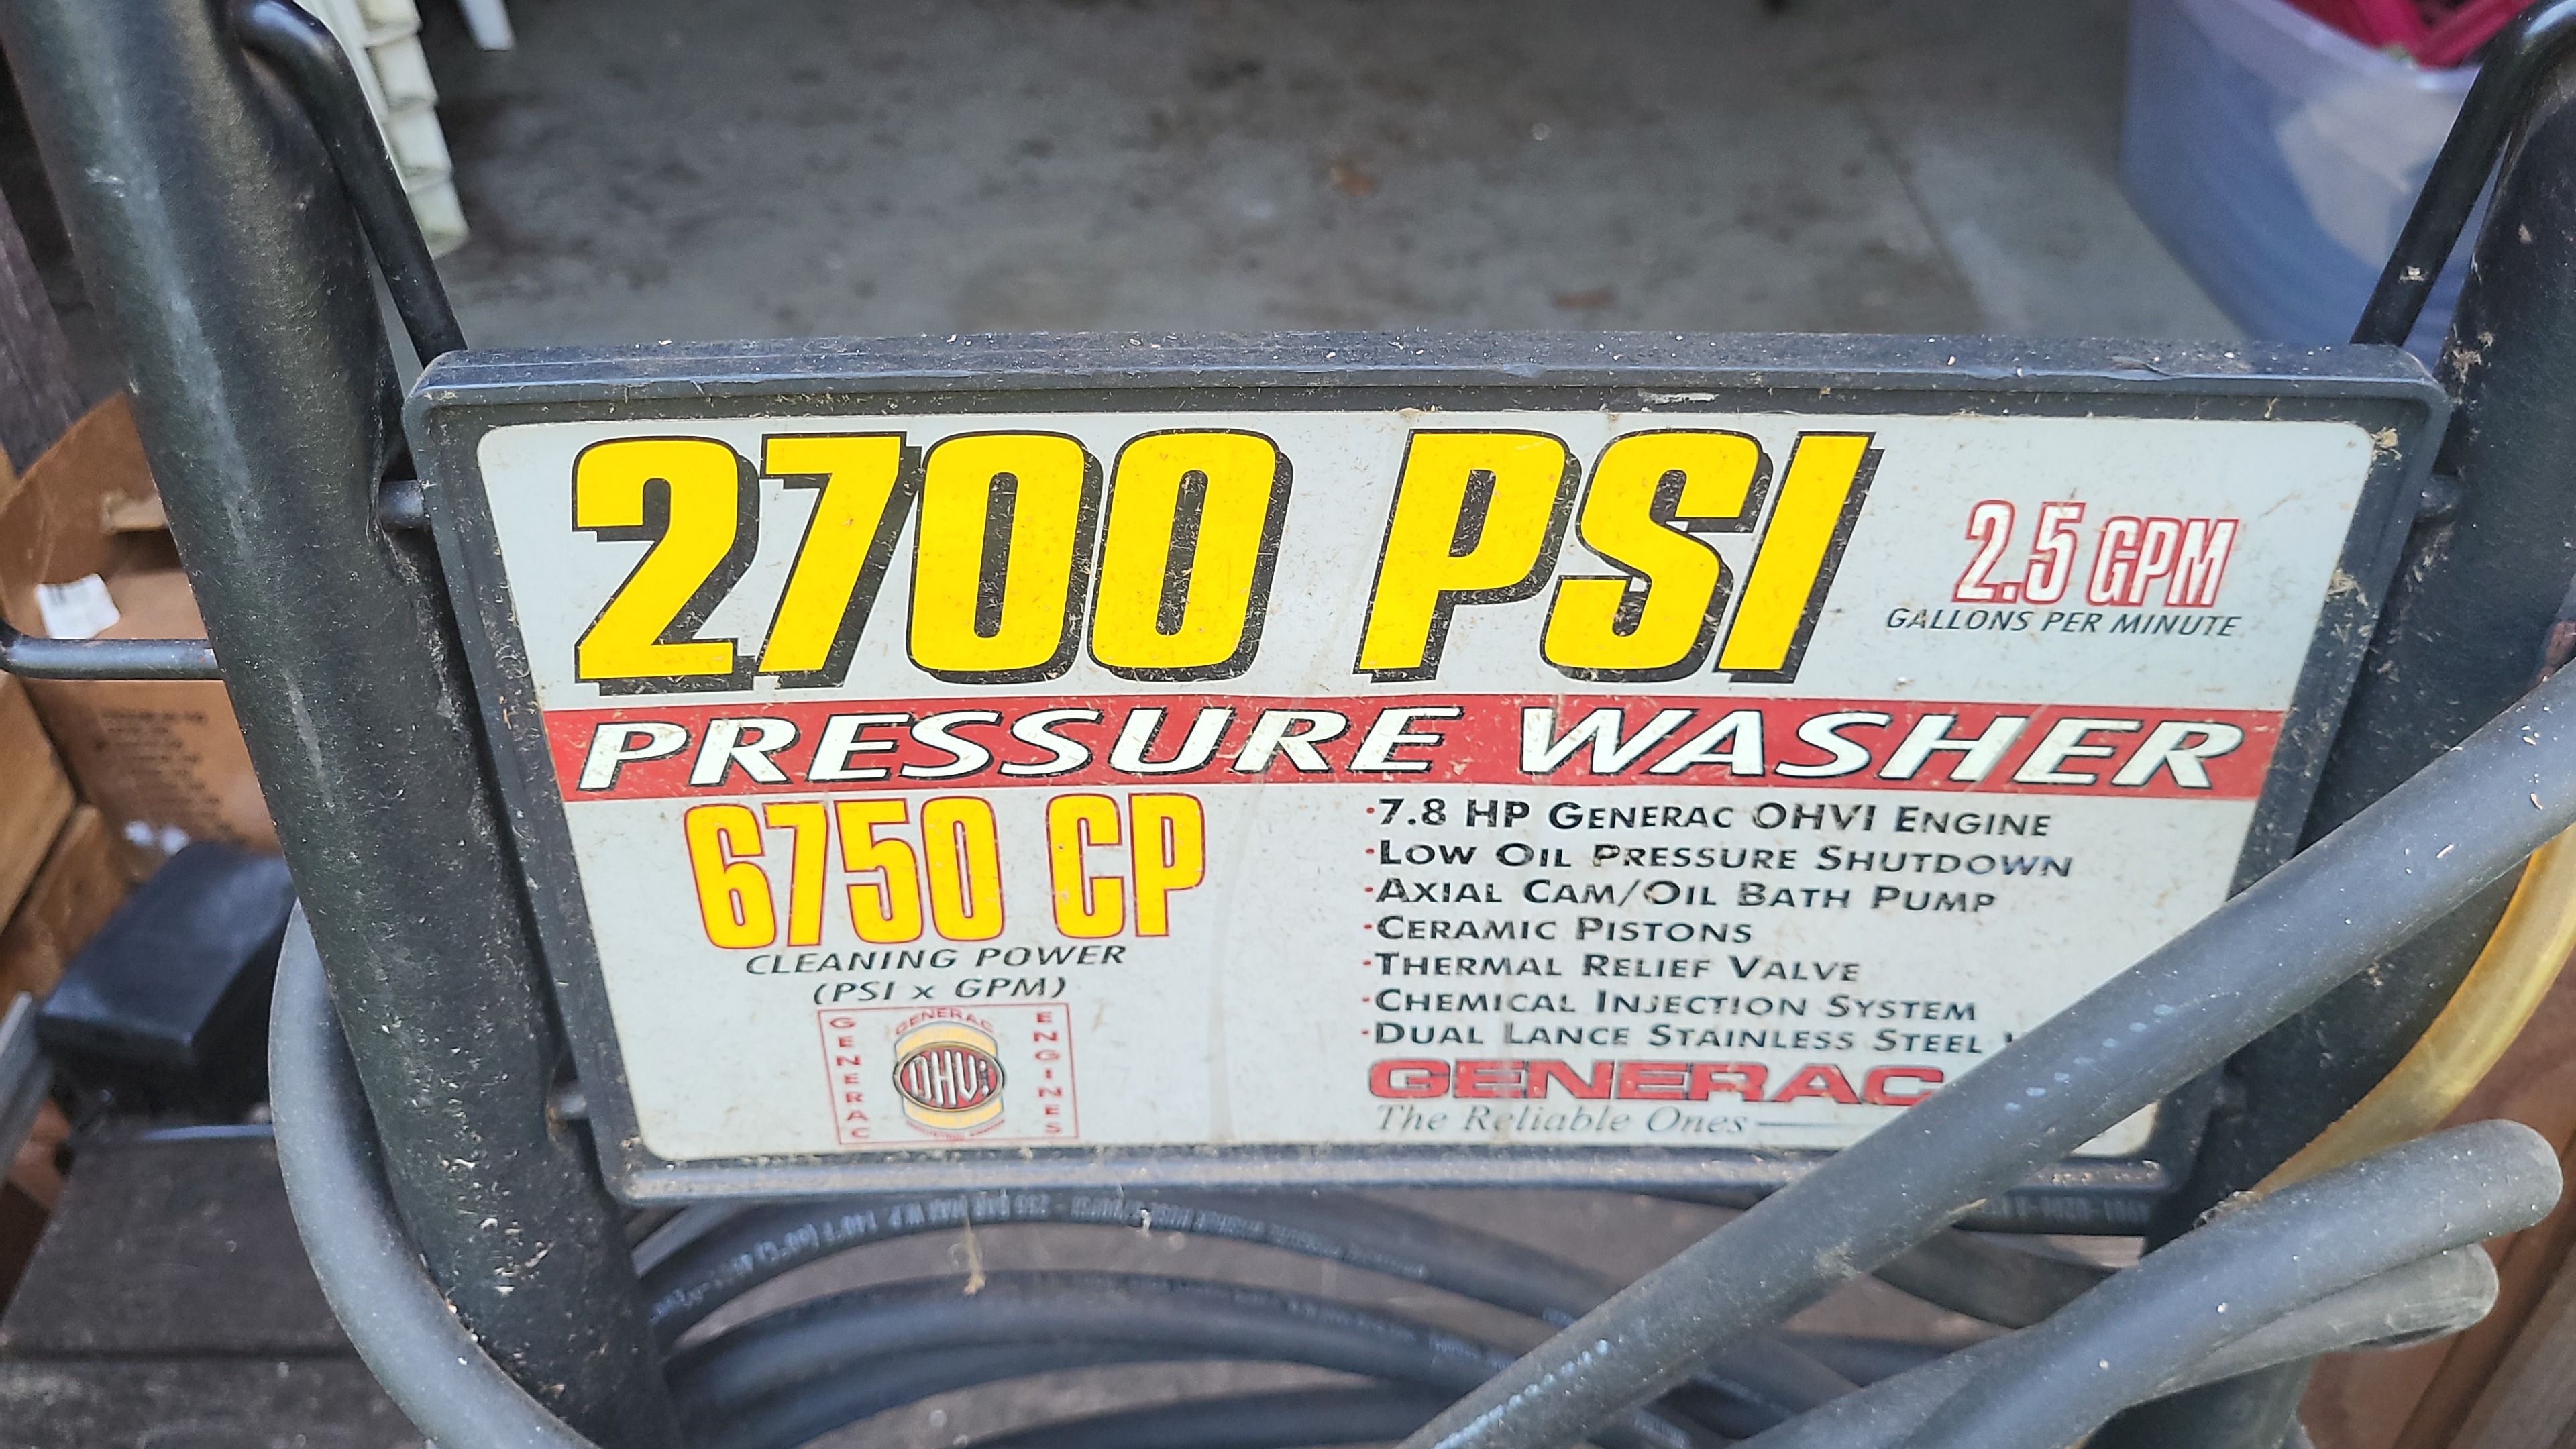 2700 PSI
2.5 GPM
GALLONS PER MINUTE
PRESSURE WASHER
6750 CP
CLEANING POWER
(PSI x GPM)
GENERAC
GENERAC
OHVI
ENGINES
·7.8 HP GENERAC OHVI ENGINE
·LOW OIL PRESSURE SHUTDOWN
·AXIAL CAM/OIL BATH PUMP
·CERAMIC PISTONS
·THERMAL RELIEF VALVE
·CHEMICAL INJECTION SYSTEM
·DUAL LANCE STAINLESS STEEL
GENERAC
The Reliable Ones